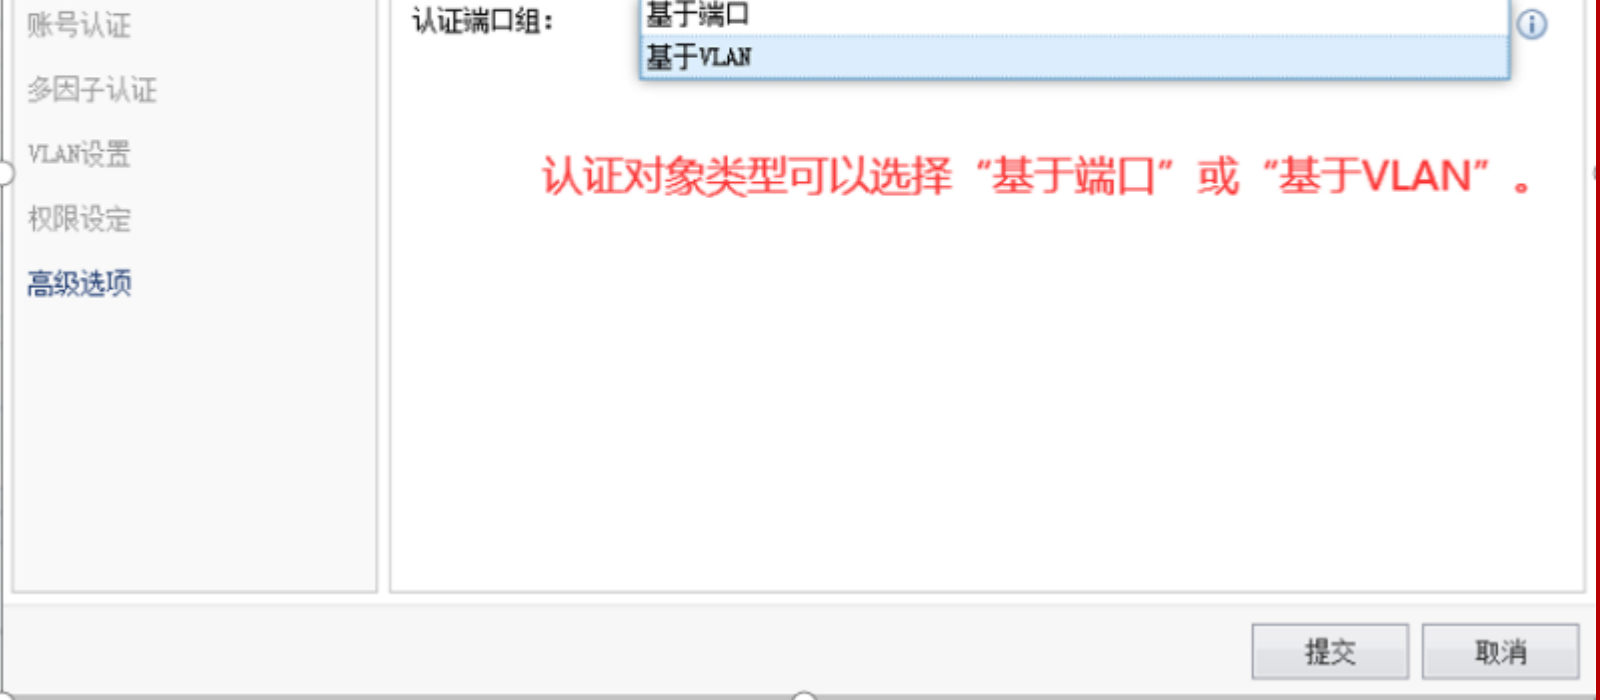 账号认证
认证端口组：
基于端口
基于VLAN
多因子认证
VLAN设置
认证对象类型可以选择“基于端口”或“基于VLAN”。
权限设定
高级选项
提交
取消